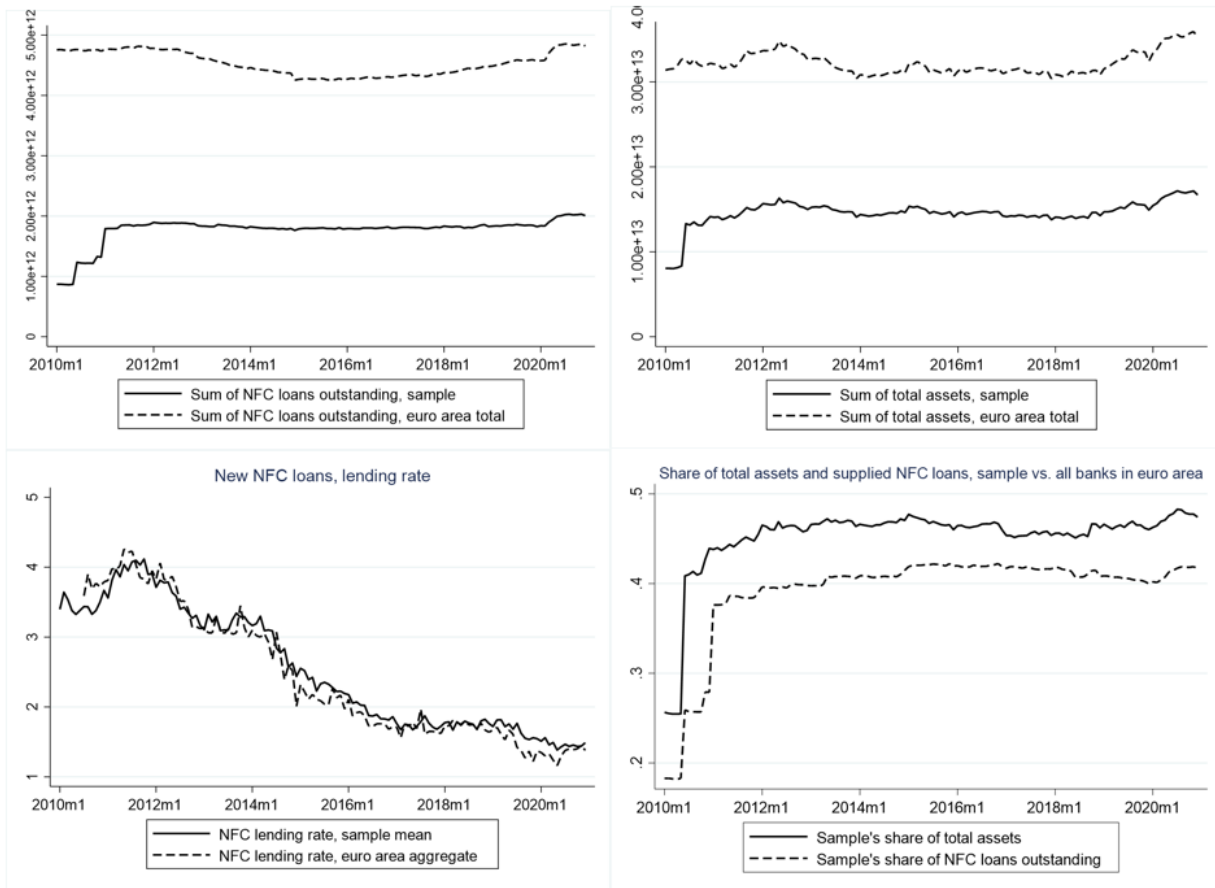 5.00e+12
4.00e+12
3.00e+12
2.00e+12
1.00e+12
0
2010m1 2012m1 2014m1 2016m1 2018m1 2020m1
Sum of NFC loans outstanding, sample
Sum of NFC loans outstanding, euro area total
3.00e+13
2.00e+13
1.00e+13
0
2010m1 2012m1 2014m1 2016m1 2018m1 2020m1
Sum of total assets, sample
Sum of total assets, euro area total
New NFC loans, lending rate
5
4
3
2
1
2010m1 2012m1 2014m1 2016m1 2018m1 2020m1
NFC lending rate, sample mean
NFC lending rate, euro area aggregate
Share of total assets and supplied NFC loans, sample vs. all banks in euro area
.5
.4
.3
.2
2010m1 2012m1 2014m1 2016m1 2018m1 2020m1
Sample's share of total assets
Sample's share of NFC loans outstanding